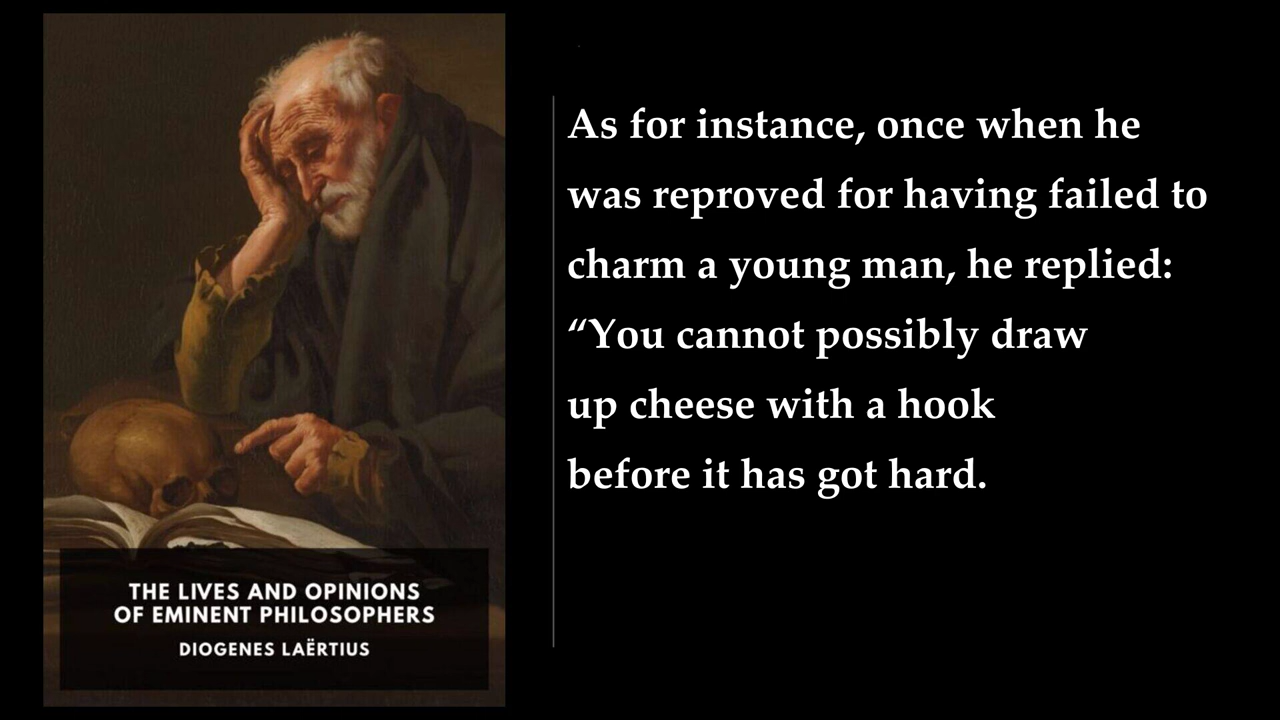 As for instance, once when he
was reproved for having failed to
charm a young man, he replied:
“You cannot possibly draw
up cheese with a hook
before it has got hard.
THE LIVES AND OPINIONS
OF EMINENT PHILOSOPHERS
DIOGENES LAËRTIUS